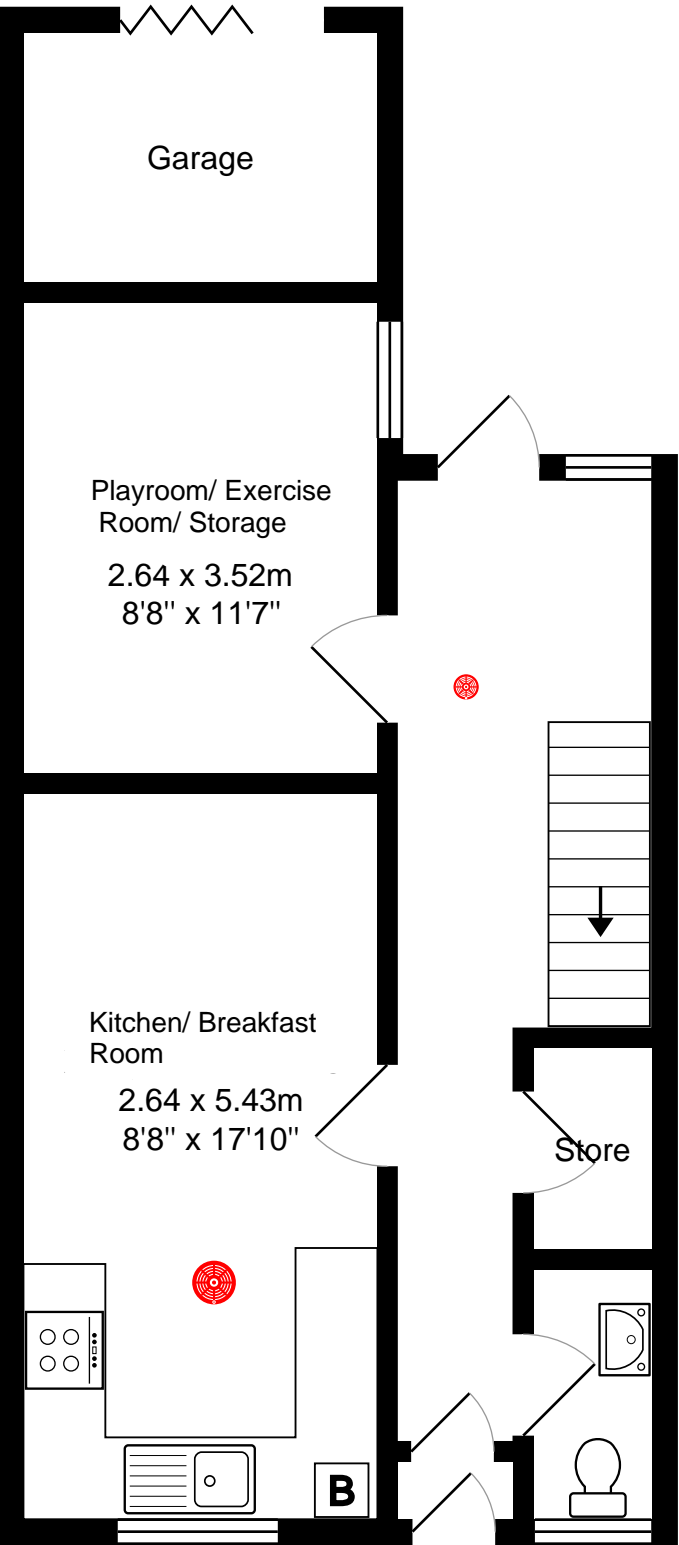 Garage
Playroom/ Exercise
Room/ Storage
2.64 x 3.52m
8'8" x 11'7"
Kitchen/ Breakfast
Room
2.64 x 5.43m
8'8" x 17'10"
Store
B